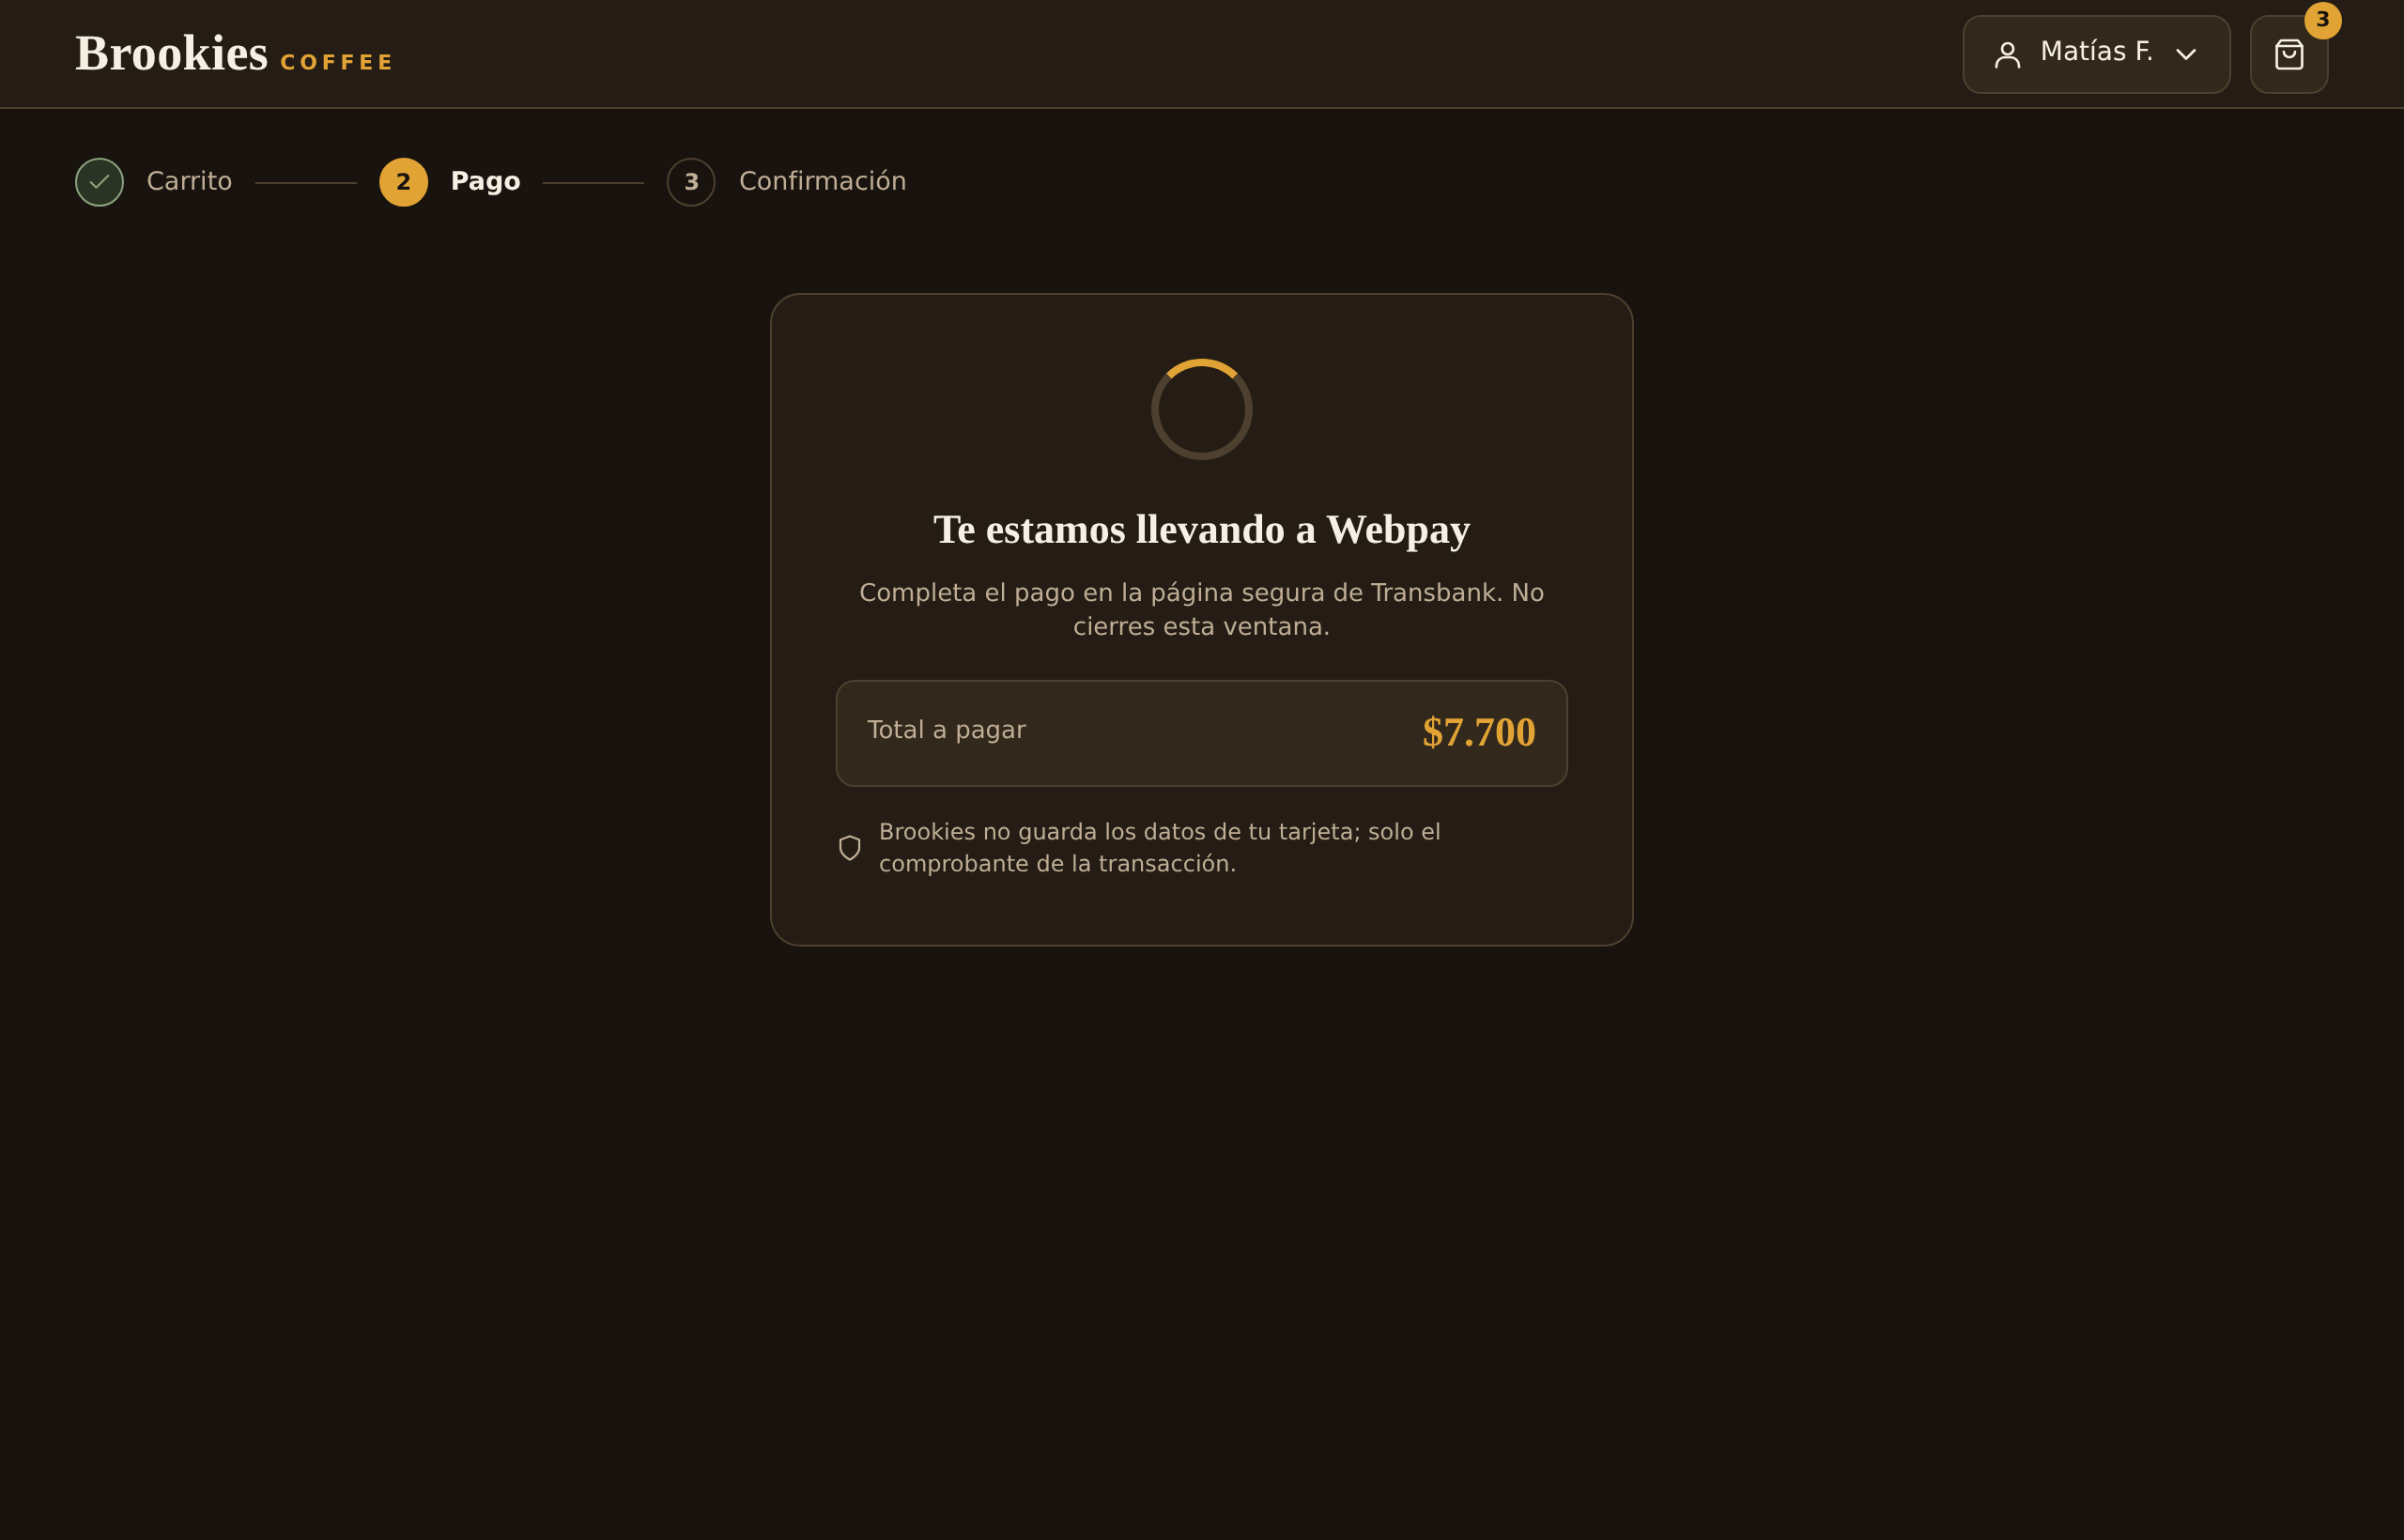 Brookies COFFEE
Matías F.
3
Carrito
2 Pago
3 Confirmación
Te estamos llevando a Webpay
Completa el pago en la página segura de Transbank. No
cierres esta ventana.
Total a pagar $7.700
Brookies no guarda los datos de tu tarjeta; solo el
comprobante de la transacción.